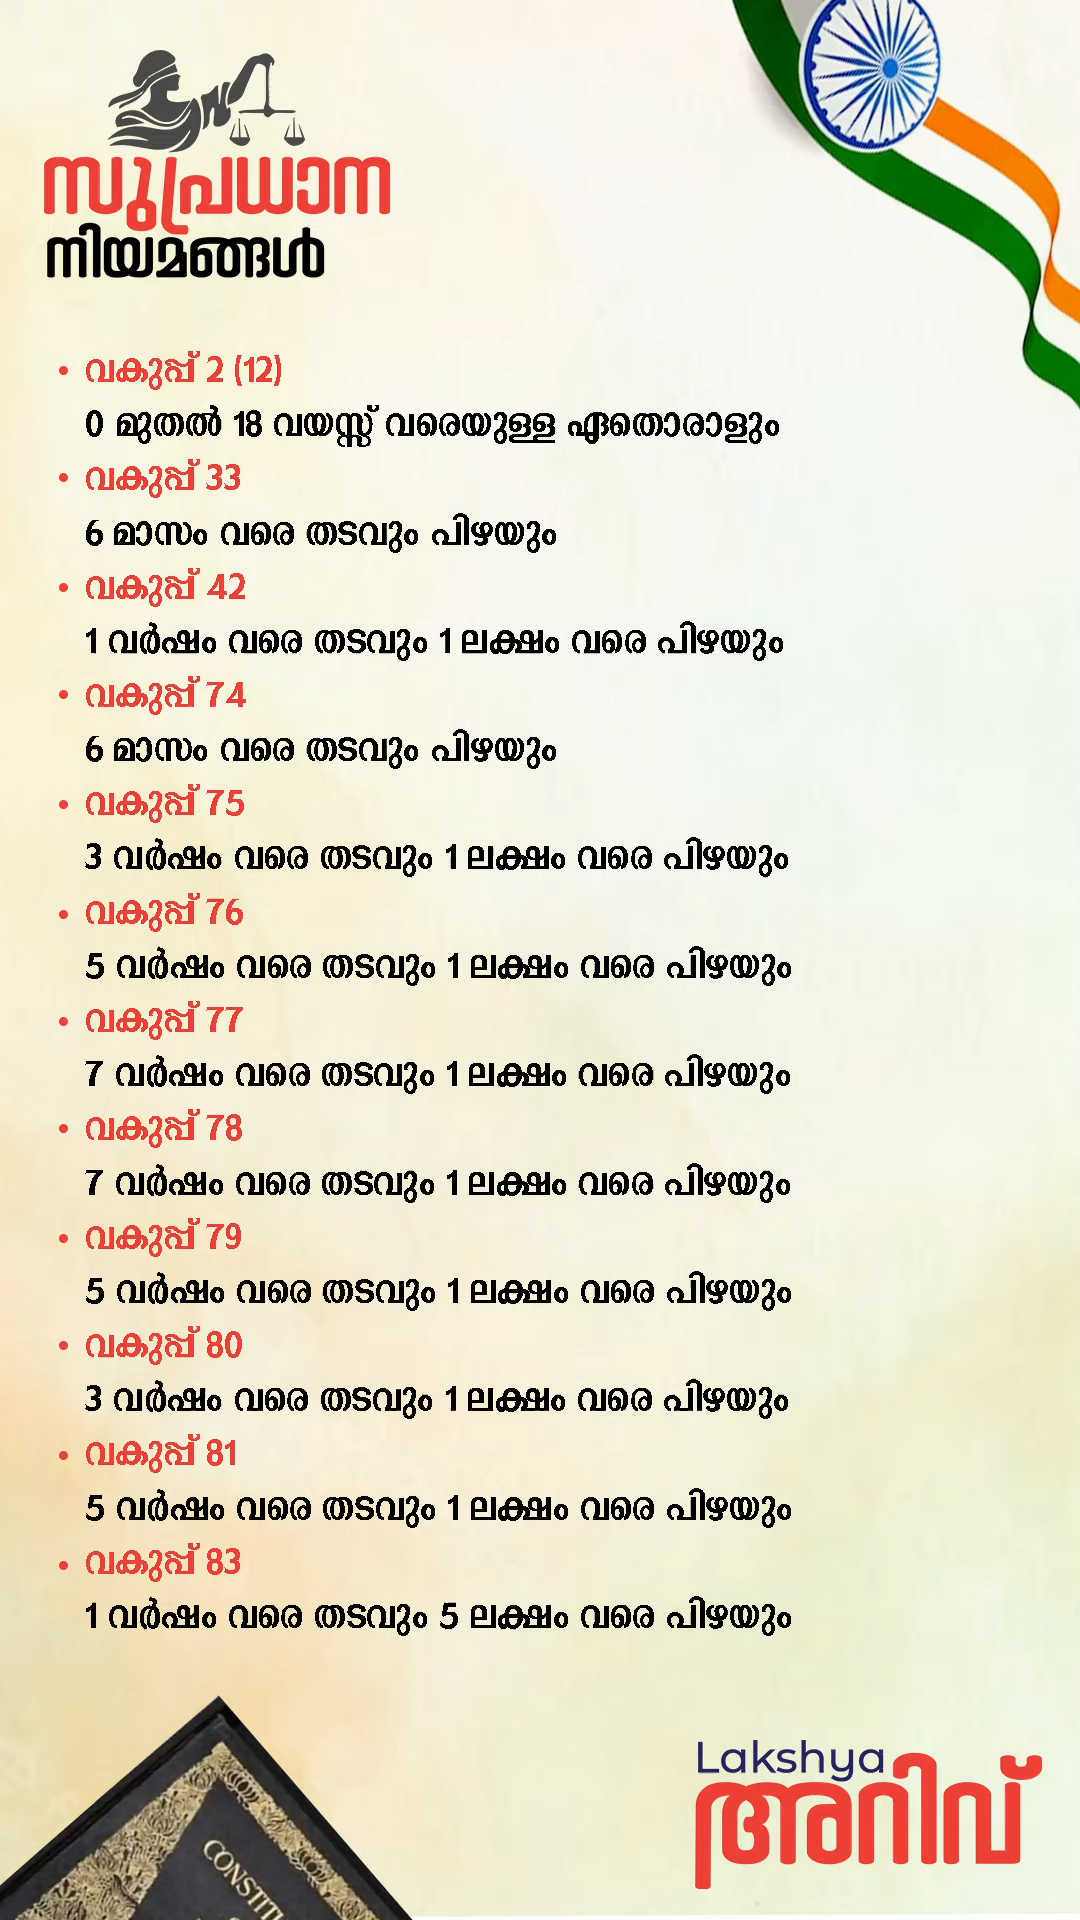 സുപ്രധാന
നിയമങ്ങൾ
• വകുപ്പ് 2 (12)
0 മുതൽ 18 വയസ്സ് വരെയുള്ള ഏതൊരാളും
• വകുപ്പ് 33
6 മാസം വരെ തടവും പിഴയും
• വകുപ്പ് 42
1 വർഷം വരെ തടവും 1 ലക്ഷം വരെ പിഴയും
• വകുപ്പ് 74
6 മാസം വരെ തടവും പിഴയും
• വകുപ്പ് 75
3 വർഷം വരെ തടവും 1 ലക്ഷം വരെ പിഴയും
• വകുപ്പ് 76
5 വർഷം വരെ തടവും 1 ലക്ഷം വരെ പിഴയും
• വകുപ്പ് 77
7 വർഷം വരെ തടവും 1 ലക്ഷം വരെ പിഴയും
• വകുപ്പ് 78
7 വർഷം വരെ തടവും 1 ലക്ഷം വരെ പിഴയും
• വകുപ്പ് 79
5 വർഷം വരെ തടവും 1 ലക്ഷം വരെ പിഴയും
• വകുപ്പ് 80
3 വർഷം വരെ തടവും 1 ലക്ഷം വരെ പിഴയും
• വകുപ്പ് 81
5 വർഷം വരെ തടവും 1 ലക്ഷം വരെ പിഴയും
• വകുപ്പ് 83
1 വർഷം വരെ തടവും 5 ലക്ഷം വരെ പിഴയും
Lakshya
അറിവ്